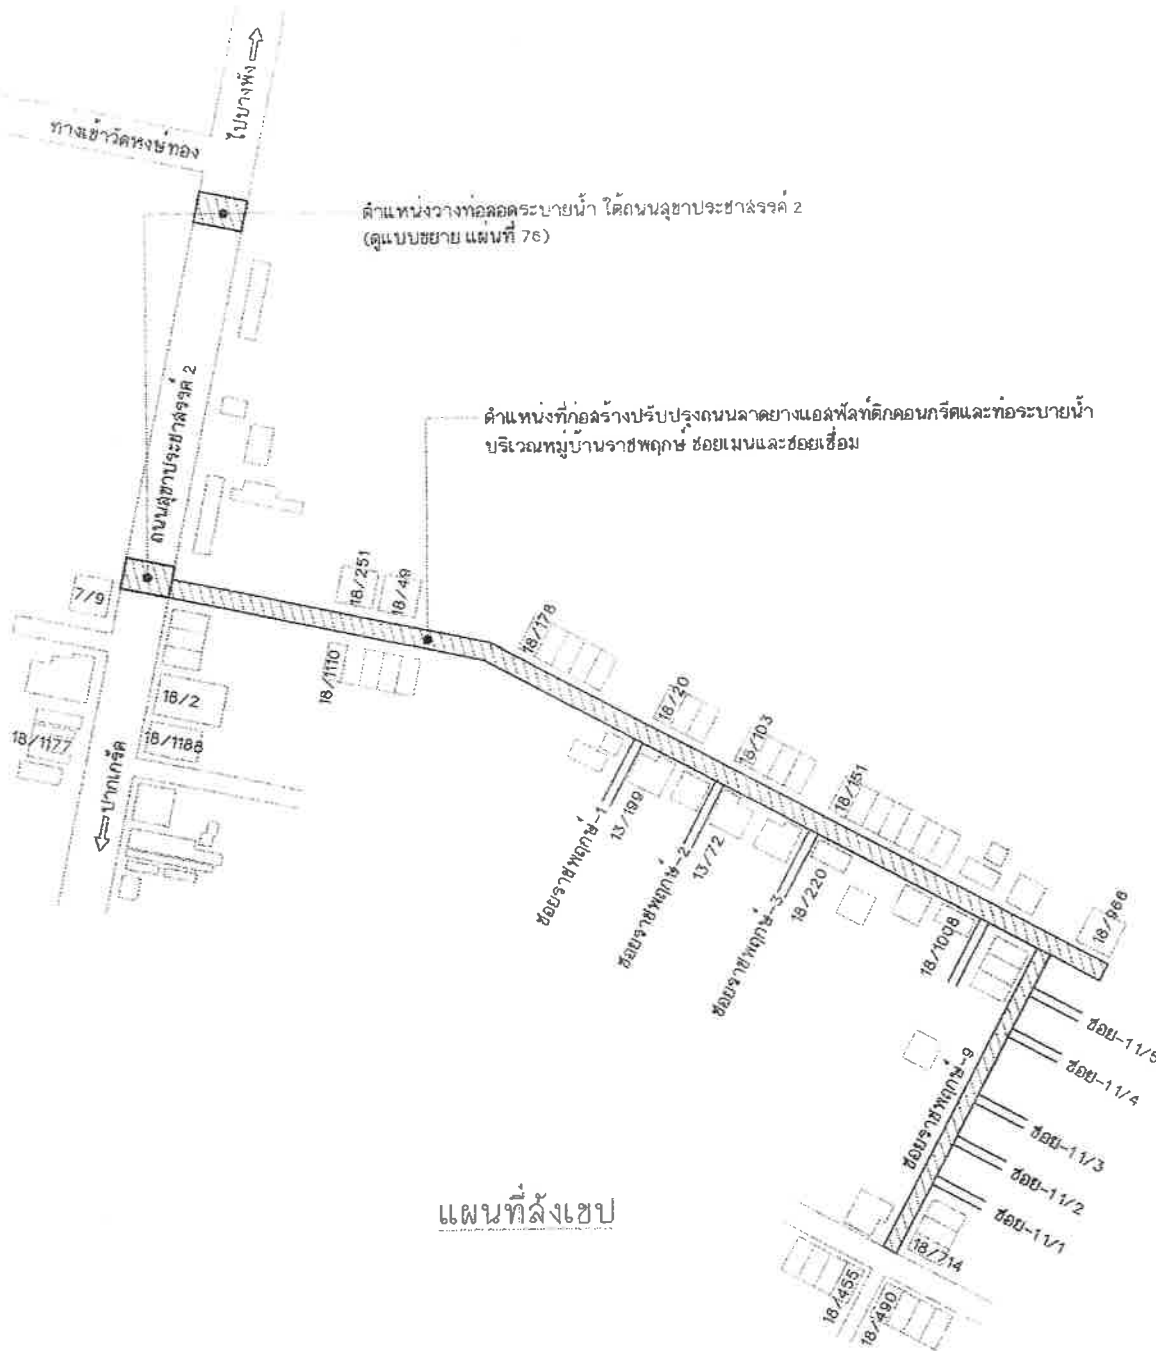 ไปบางพัง
ทางเข้าวัดหงษ์ทอง
ตำแหน่งวางท่อลอดระบายน้ำ ใต้ถนนสุขาประชาสรรค์ 2
(ดูแบบขยาย แผ่นที่ 76)
ถนนสุขาประชาสรรค์ 2
ตำแหน่งที่ก่อสร้างปรับปรุงถนนลาดยางแอสฟัลท์ติกคอนกรีตและท่อระบายน้ำ
บริเวณหมู่บ้านราชพฤกษ์ ซอยเมนและซอยเชื่อม
7/9
18/251
18/49
18/1110
18/178
18/2
18/1177
18/1188
ปากเกร็ด
18/20
18/103
18/151
13/199
13/72
18/220
18/1008
18/966
ซอยราชพฤกษ์-1
ซอยราชพฤกษ์-2
ซอยราชพฤกษ์-3
ซอยราชพฤกษ์-9
ซอย-11/5
ซอย-11/4
ซอย-11/3
ซอย-11/2
ซอย-11/1
18/714
18/455
18/490
แผนที่สังเขป